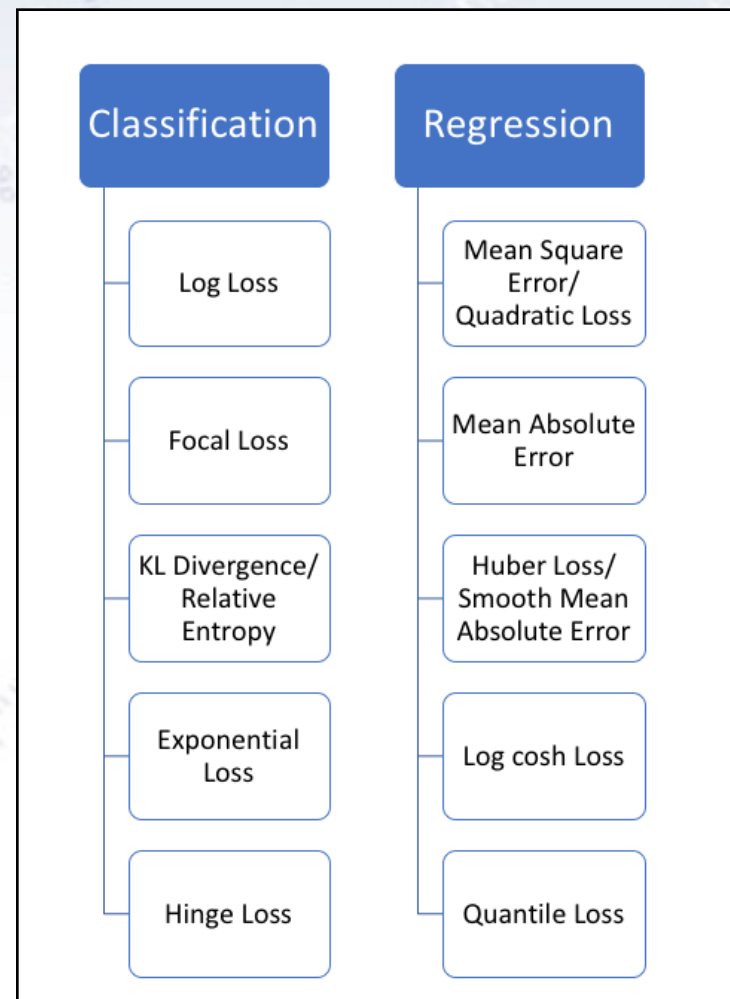 Classification
Log Loss
Focal Loss
KL Divergence/
Relative
Entropy
Exponential
Loss
Hinge Loss
Regression
Mean Square
Error/
Quadratic Loss
Mean Absolute
Error
Huber Loss/
Smooth Mean
Absolute Error
Log cosh Loss
Quantile Loss